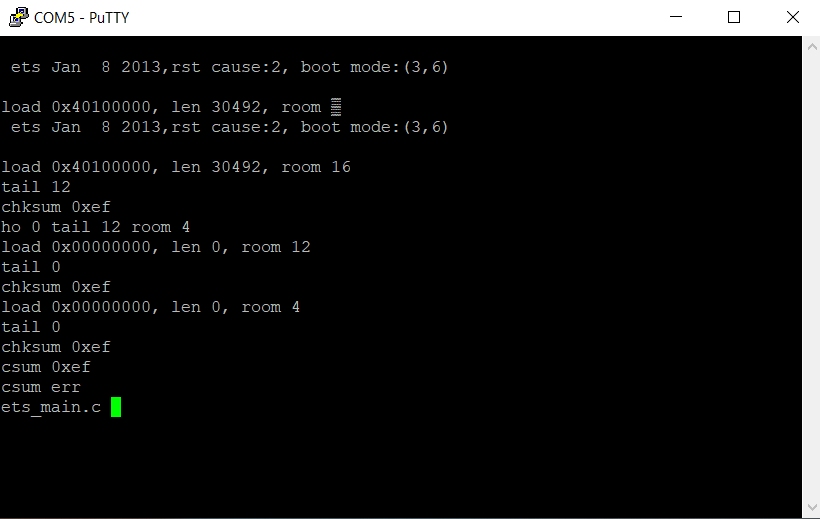 COM5 - PuTTY
ets Jan  8 2013,rst cause:2, boot mode:(3,6)
load 0x40100000, len 30492, room
ets Jan  8 2013,rst cause:2, boot mode:(3,6)
load 0x40100000, len 30492, room 16
tail 12
chksum 0xef
ho 0 tail 12 room 4
load 0x00000000, len 0, room 12
tail 0
chksum 0xef
load 0x00000000, len 0, room 4
tail 0
chksum 0xef
csum 0xef
csum err
ets_main.c